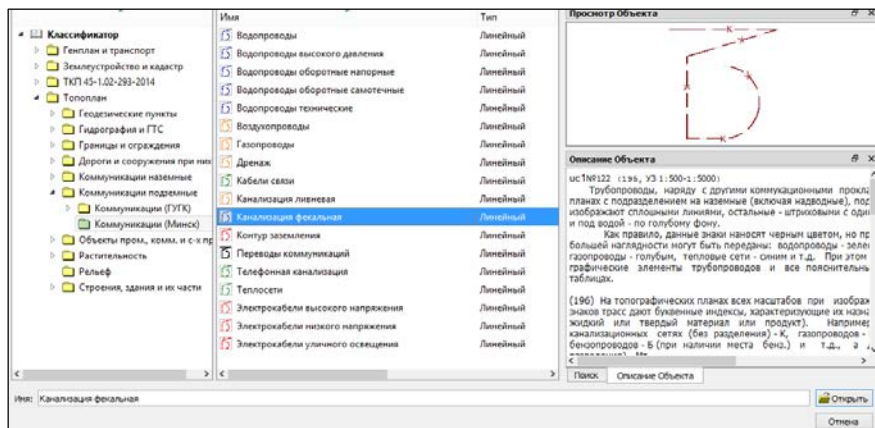 Имя
Тип
Просмотр Объекта
Классификатор
Генплан и транспорт
Землеустройство и кадастр
ТКП 45-1.02-293-2014
Топоплан
Геодезические пункты
Гидрография и ГТС
Границы и ограждения
Дороги и сооружения при них
Коммуникации наземные
Коммуникации подземные
Коммуникации (ГУГК)
Коммуникации (Минск)
Объекты пром., комм. и с-х пр
Растительность
Рельеф
Строения, здания и их части
Водопроводы Линейный
Водопроводы высокого давления Линейный
Водопроводы оборотные напорные Линейный
Водопроводы оборотные самотечные Линейный
Водопроводы технические Линейный
Воздухопроводы Линейный
Газопроводы Линейный
Дренаж Линейный
Кабели связи Линейный
Канализация ливневая Линейный
Канализация фекальная Линейный
Контур заземления Линейный
Переводы коммуникаций Линейный
Телефонная канализация Линейный
Теплосети Линейный
Электрокабели высокого напряжения Линейный
Электрокабели низкого напряжения Линейный
Электрокабели уличного освещения Линейный
К
К
Описание Объекта
uc1№122 (196, УЗ 1:500-1:5000)
Трубопроводы, наряду с другими коммукационными прокла
планах с подразделением на наземные (включая надводные), под
изображают сплошными линиями, остальные - штриховыми с одн
и под водой - по голубому фону.
Как правило, данные знаки наносят черным цветом, но пр
большей наглядности могут быть переданы: водопроводы - зеле
газопроводы - голубым, тепловые сети - синим и т.д. При этом
графические элементы трубопроводов и все пояснительны
таблицах.
(196) На топографических планах всех масштабов при изображ
знаков трасс дают буквенные индексы, характеризующие их назна
жидкий или твердый материал или продукт). Например
канализационных сетях (без разделения) - К, газопроводов -
бензопроводов - Б (при наличии места бенз.) и т.д., а
Поиск Описание Объекта
Имя: Канализация фекальная
Открыть
Отмена